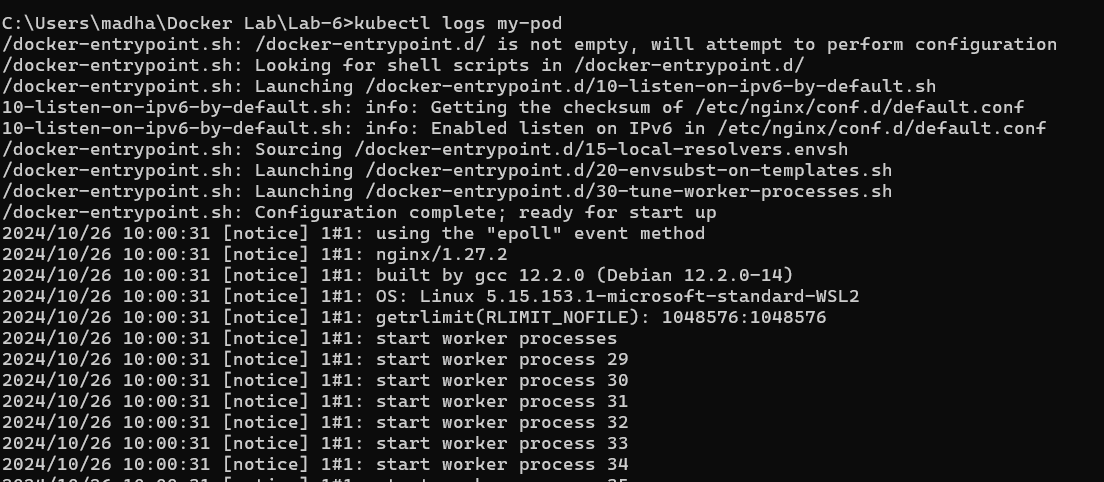 C:\Users\madha\Docker Lab\Lab-6>kubectl logs my-pod
/docker-entrypoint.sh: /docker-entrypoint.d/ is not empty, will attempt to perform configuration
/docker-entrypoint.sh: Looking for shell scripts in /docker-entrypoint.d/
/docker-entrypoint.sh: Launching /docker-entrypoint.d/10-listen-on-ipv6-by-default.sh
10-listen-on-ipv6-by-default.sh: info: Getting the checksum of /etc/nginx/conf.d/default.conf
10-listen-on-ipv6-by-default.sh: info: Enabled listen on IPv6 in /etc/nginx/conf.d/default.conf
/docker-entrypoint.sh: Sourcing /docker-entrypoint.d/15-local-resolvers.envsh
/docker-entrypoint.sh: Launching /docker-entrypoint.d/20-envsubst-on-templates.sh
/docker-entrypoint.sh: Launching /docker-entrypoint.d/30-tune-worker-processes.sh
/docker-entrypoint.sh: Configuration complete; ready for start up
2024/10/26 10:00:31 [notice] 1#1: using the "epoll" event method
2024/10/26 10:00:31 [notice] 1#1: nginx/1.27.2
2024/10/26 10:00:31 [notice] 1#1: built by gcc 12.2.0 (Debian 12.2.0-14)
2024/10/26 10:00:31 [notice] 1#1: OS: Linux 5.15.153.1-microsoft-standard-WSL2
2024/10/26 10:00:31 [notice] 1#1: getrlimit(RLIMIT_NOFILE): 1048576:1048576
2024/10/26 10:00:31 [notice] 1#1: start worker processes
2024/10/26 10:00:31 [notice] 1#1: start worker process 29
2024/10/26 10:00:31 [notice] 1#1: start worker process 30
2024/10/26 10:00:31 [notice] 1#1: start worker process 31
2024/10/26 10:00:31 [notice] 1#1: start worker process 32
2024/10/26 10:00:31 [notice] 1#1: start worker process 33
2024/10/26 10:00:31 [notice] 1#1: start worker process 34